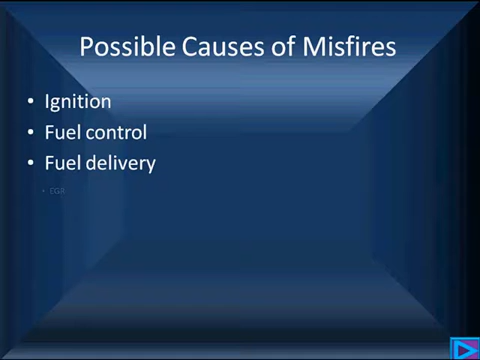 Possible Causes of Misfires
• Ignition
• Fuel control
• Fuel delivery
• EGR